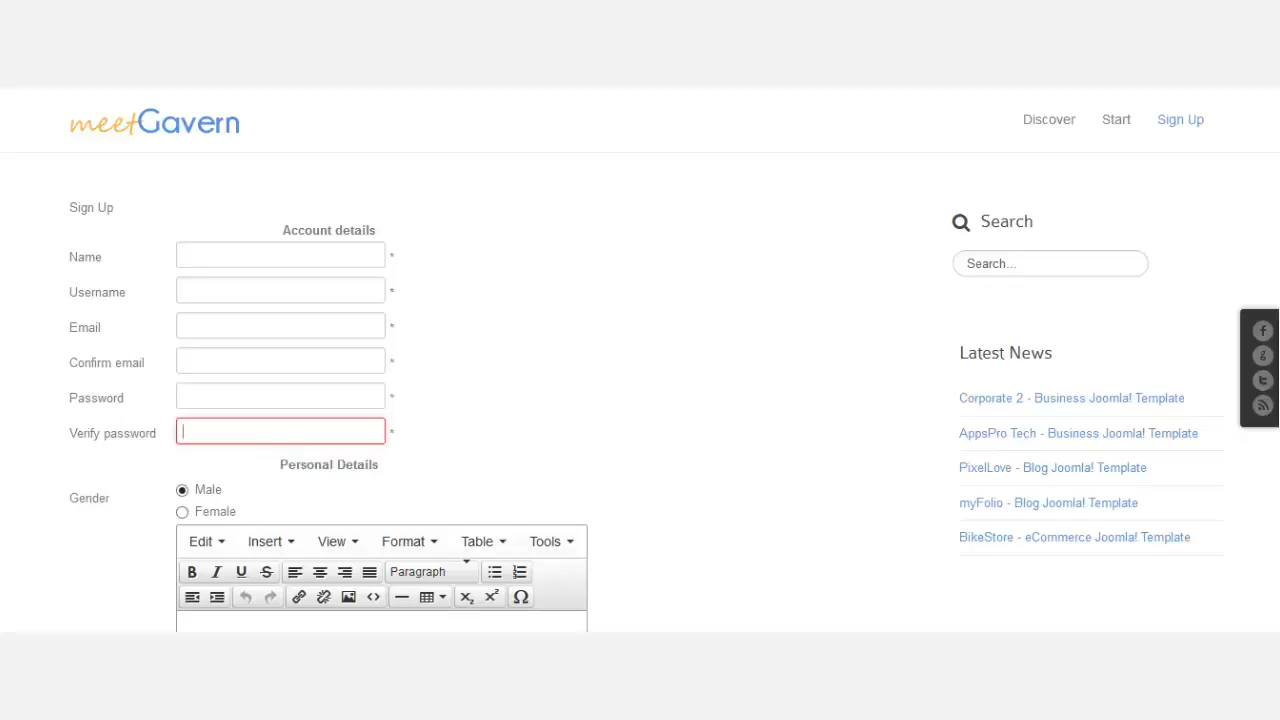 meetGavern
Discover Start Sign Up
Sign Up
Account details
Name *
Username *
Email *
Confirm email *
Password *
Verify password *
Personal Details
Gender
Male
Female
Edit Insert View Format Table Tools
B I U S Paragraph
X2 X2 Ω
Search
Search...
Latest News
Corporate 2 - Business Joomla! Template
AppsPro Tech - Business Joomla! Template
PixelLove - Blog Joomla! Template
myFolio - Blog Joomla! Template
BikeStore - eCommerce Joomla! Template